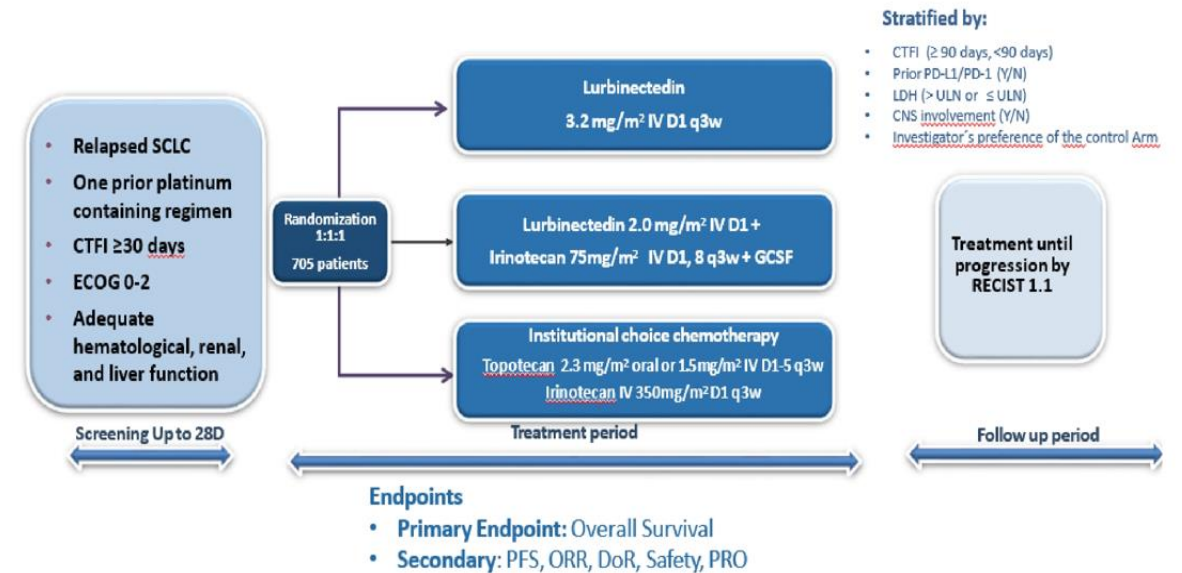 Stratified by:
• CTFI (≥ 90 days, <90 days)
• Prior PD-L1/PD-1 (Y/N)
• LDH (> ULN or ≤ ULN)
• CNS involvement (Y/N)
• Investigator´s preference of the control Arm
• Relapsed SCLC
• One prior platinum
containing regimen
• CTFI ≥30 days
• ECOG 0-2
• Adequate
hematological, renal,
and liver function
Screening Up to 28D
Randomization
1:1:1
705 patients
Lurbinectedin
3.2 mg/m² IV D1 q3w
Lurbinectedin 2.0 mg/m² IV D1 +
Irinotecan 75mg/m² IV D1, 8 q3w + GCSF
Institutional choice chemotherapy
Topotecan 2.3 mg/m² oral or 1.5mg/m² IV D1-5 q3w
Irinotecan IV 350mg/m² D1 q3w
Treatment period
Treatment until
progression by
RECIST 1.1
Follow up period
Endpoints
• Primary Endpoint: Overall Survival
• Secondary: PFS, ORR, DoR, Safety, PRO